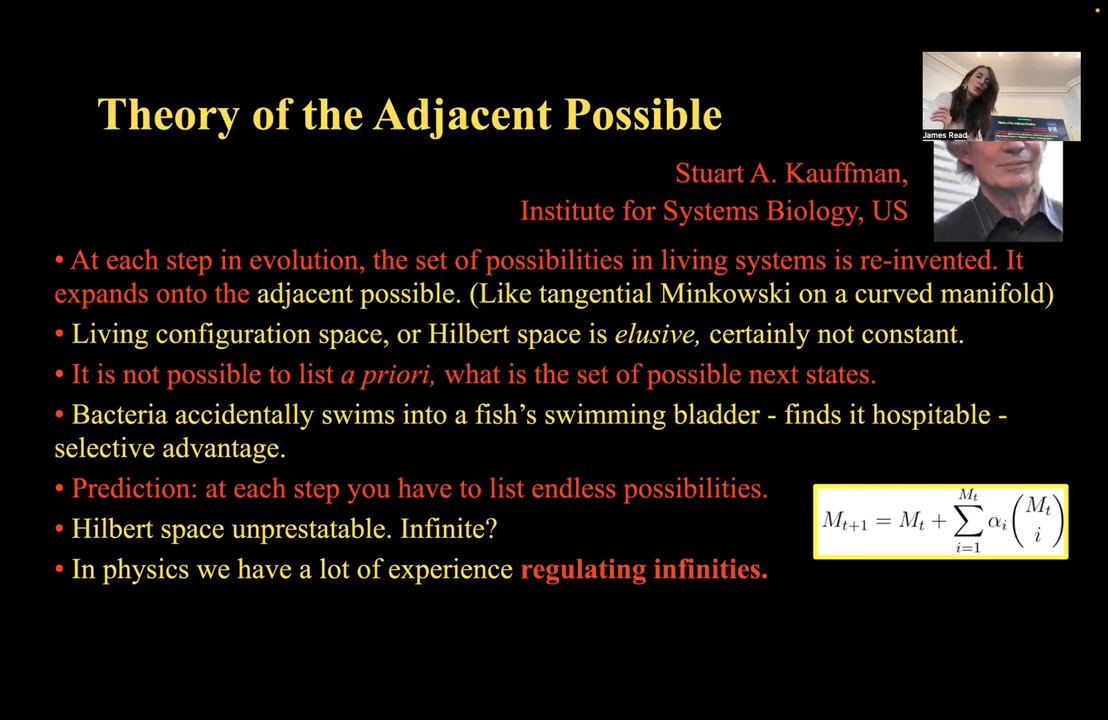 Theory of the Adjacent Possible
James Read
Stuart A. Kauffman,
Institute for Systems Biology, US
• At each step in evolution, the set of possibilities in living systems is re-invented. It
expands onto the adjacent possible. (Like tangential Minkowski on a curved manifold)
• Living configuration space, or Hilbert space is elusive, certainly not constant.
• It is not possible to list a priori, what is the set of possible next states.
• Bacteria accidentally swims into a fish’s swimming bladder - finds it hospitable -
selective advantage.
• Prediction: at each step you have to list endless possibilities.
M_{t+1} = M_t + \sum_{i=1}^{M_t} α_i \binom{M_t}{i}
• Hilbert space unprestatable. Infinite?
• In physics we have a lot of experience regulating infinities.